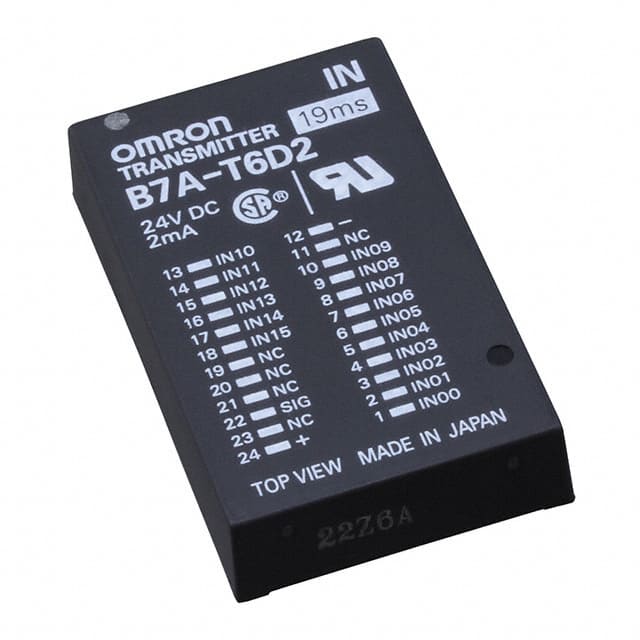 IN
19ms
OMRON
TRANSMITTER
B7A-T6D2
24V DC
2mA
SA
RU
13 IN10
14 IN11
15 IN12
16 IN13
17 IN14
18 IN15
19 NC
20 NC
21 NC
22 SIG
23 NC
24 +
12 −
11 NC
10 IN09
9 IN08
8 IN07
7 IN06
6 IN05
5 IN04
4 IN03
3 IN02
2 IN01
1 IN00
TOP VIEW MADE IN JAPAN
22Z6A